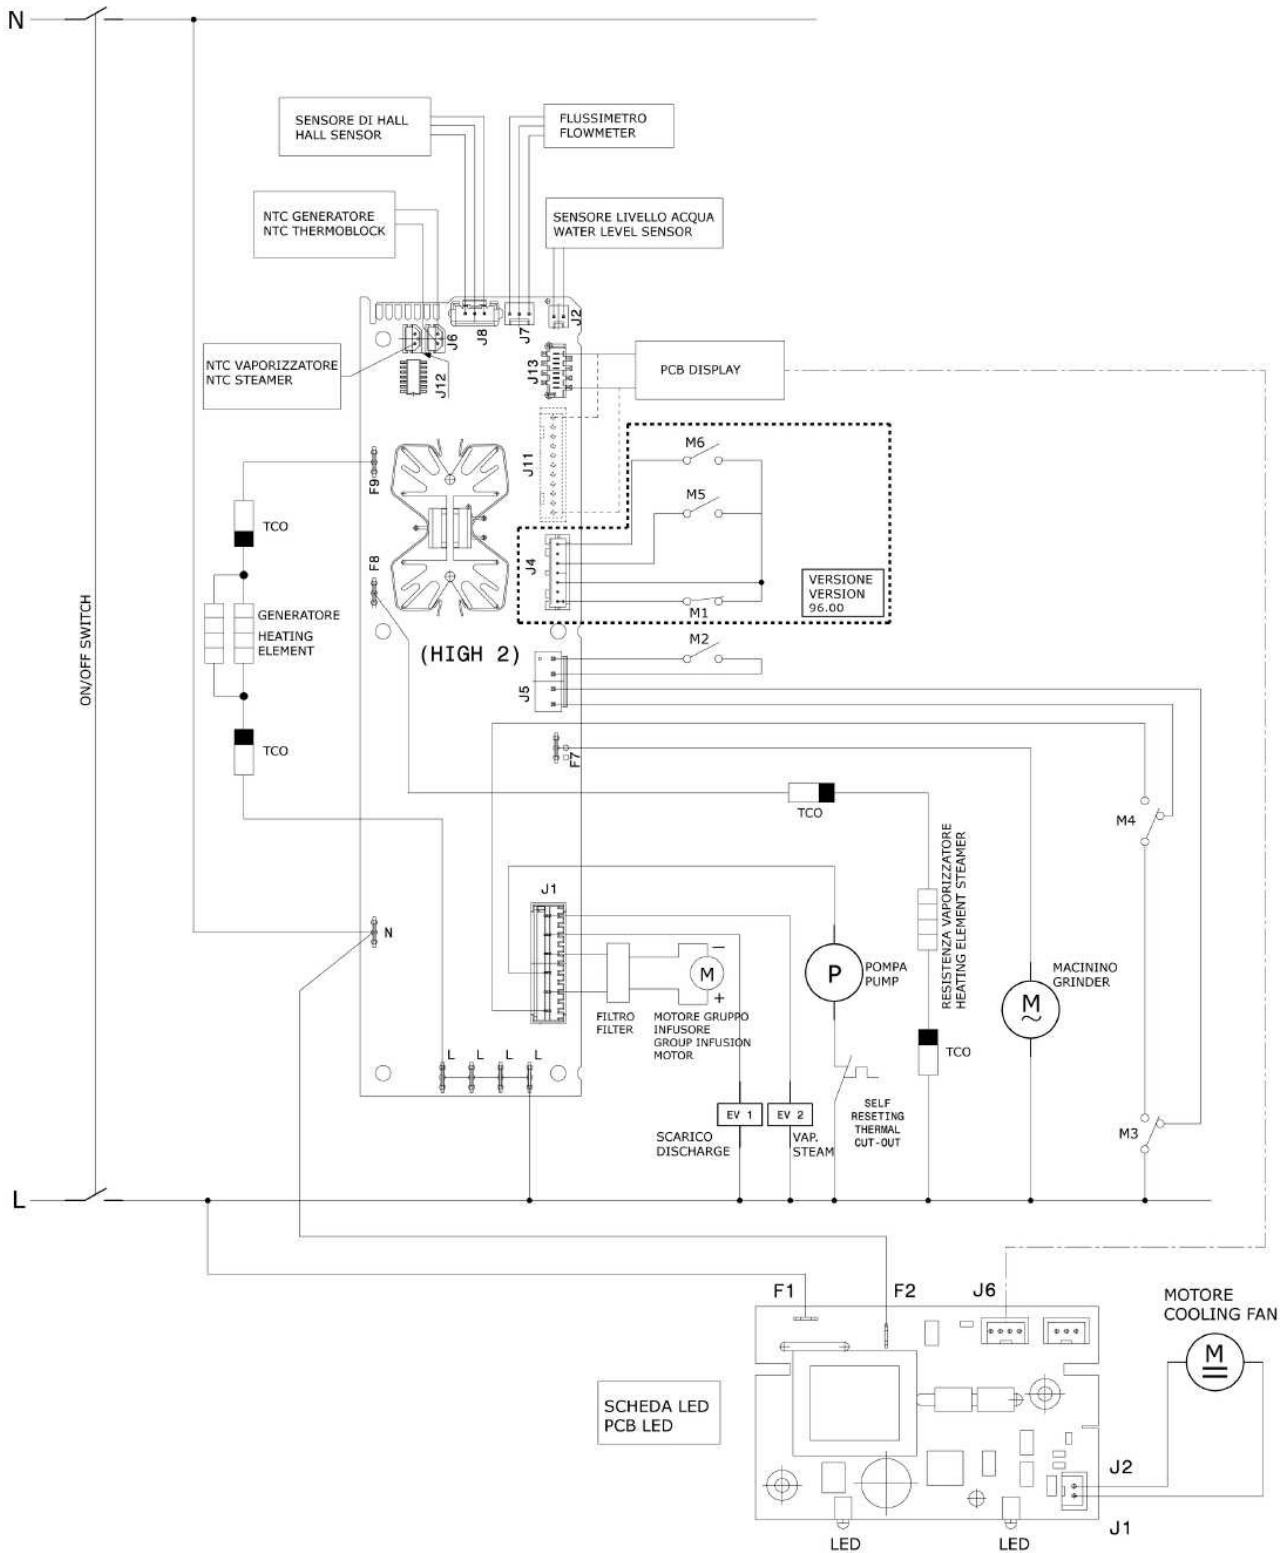 N
SENSORE DI HALL
HALL SENSOR
FLUSSIMETRO
FLOWMETER
NTC GENERATORE
NTC THERMOBLOCK
SENSORE LIVELLO ACQUA
WATER LEVEL SENSOR
J6
J8
J7
J2
NTC VAPORIZZATORE
NTC STEAMER
J12
J13
PCB DISPLAY
J11
M6
M5
F9
TCO
F8
J4
VERSIONE
VERSION
96.00
M1
GENERATORE
HEATING
ELEMENT
(HIGH 2)
M2
J5
ON/OFF SWITCH
TCO
F7
TCO
M4
RESISTENZA VAPORIZZATORE
HEATING ELEMENT STEAMER
J1
N
P
POMPA
PUMP
M
−
+
MACININO
GRINDER
M
~
FILTRO
FILTER
MOTORE GRUPPO
INFUSORE
GROUP INFUSION
MOTOR
TCO
L L L L
SELF
RESETING
THERMAL
CUT-OUT
EV 1
EV 2
SCARICO
DISCHARGE
VAP.
STEAM
M3
L
F1
F2
J6
MOTORE
COOLING FAN
M
SCHEDA LED
PCB LED
J2
J1
LED
LED